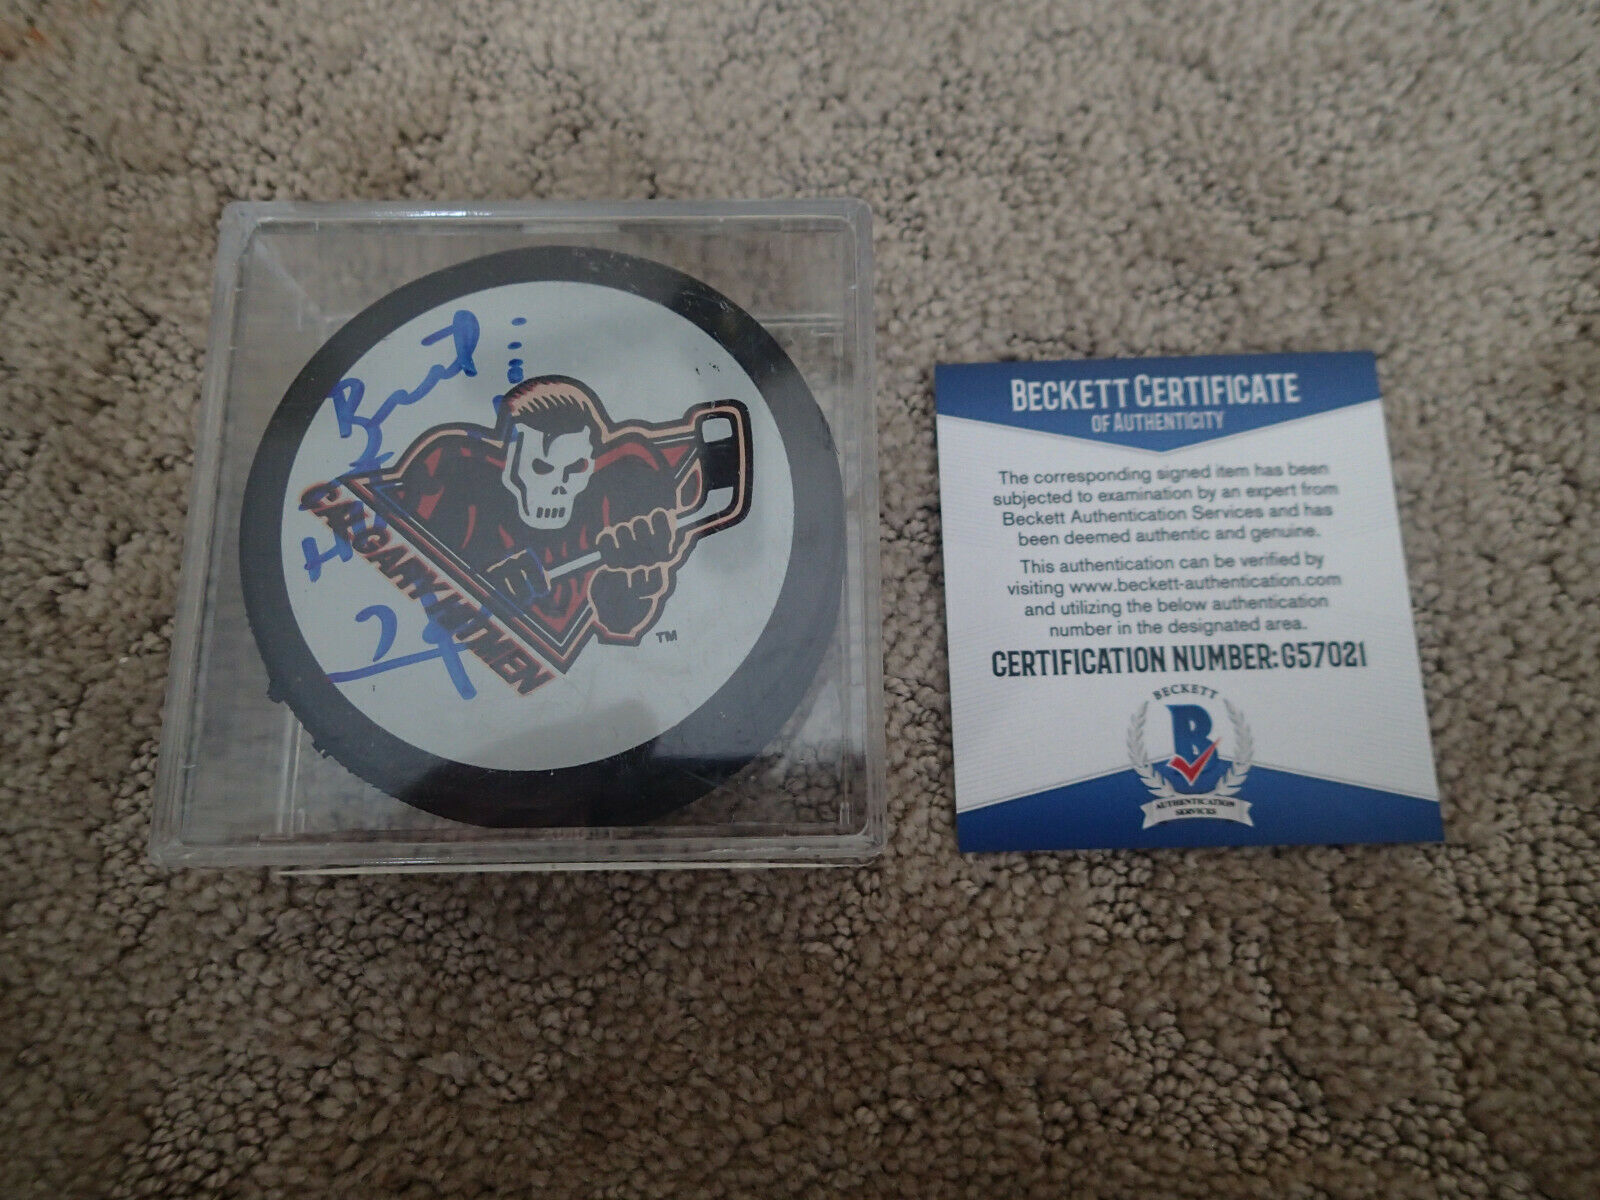 Bret
CALGARY HITMEN
TM
BECKETT CERTIFICATE
OF AUTHENTICITY
The corresponding signed item has been
subjected to examination by an expert from
Beckett Authentication Services and has
been deemed authentic and genuine.
This authentication can be verified by
visiting www.beckett-authentication.com
and utilizing the below authentication
number in the designated area.
CERTIFICATION NUMBER: G57021
BECKETT
B
AUTHENTICATION
SERVICES